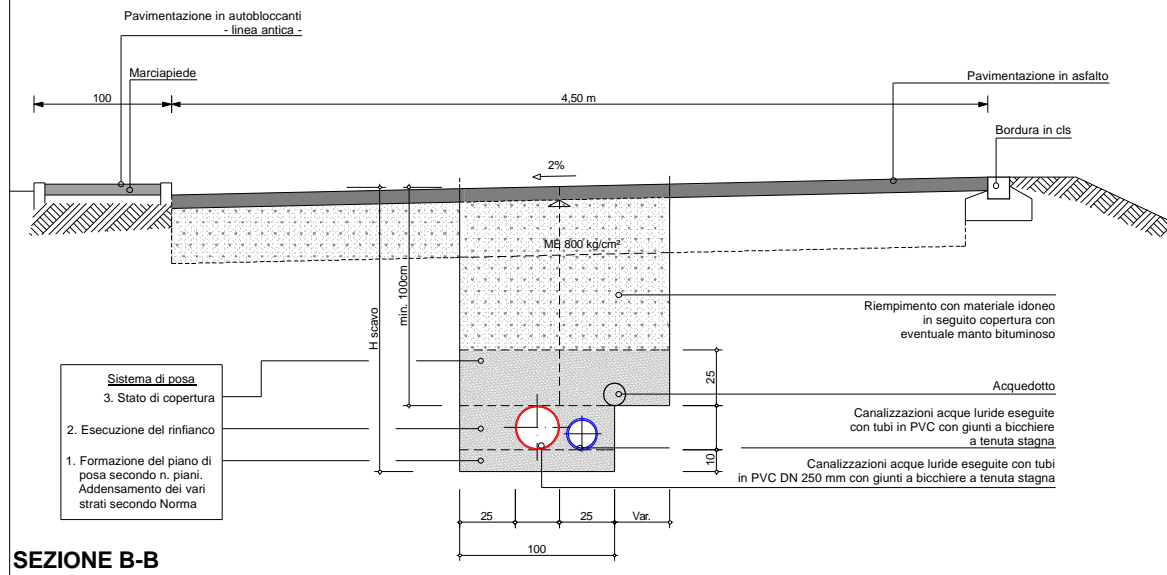 Pavimentazione in autobloccanti
- linea antica -
Marciapiede
100
4,50 m
Pavimentazione in asfalto
Bordura in cls
2%
ME 800 kg/cm²
H scavo
min. 100cm
Riempimento con materiale idoneo
in seguito copertura con
eventuale manto bituminoso
25
Acquedotto
Sistema di posa
3. Stato di copertura
2. Esecuzione del rinfianco
1. Formazione del piano di
posa secondo n. piani.
Addensamento dei vari
strati secondo Norma
Canalizzazioni acque luride eseguite
con tubi in PVC con giunti a bicchiere
a tenuta stagna
10
Canalizzazioni acque luride eseguite con tubi
in PVC DN 250 mm con giunti a bicchiere a tenuta stagna
25
25
Var.
100
SEZIONE B-B